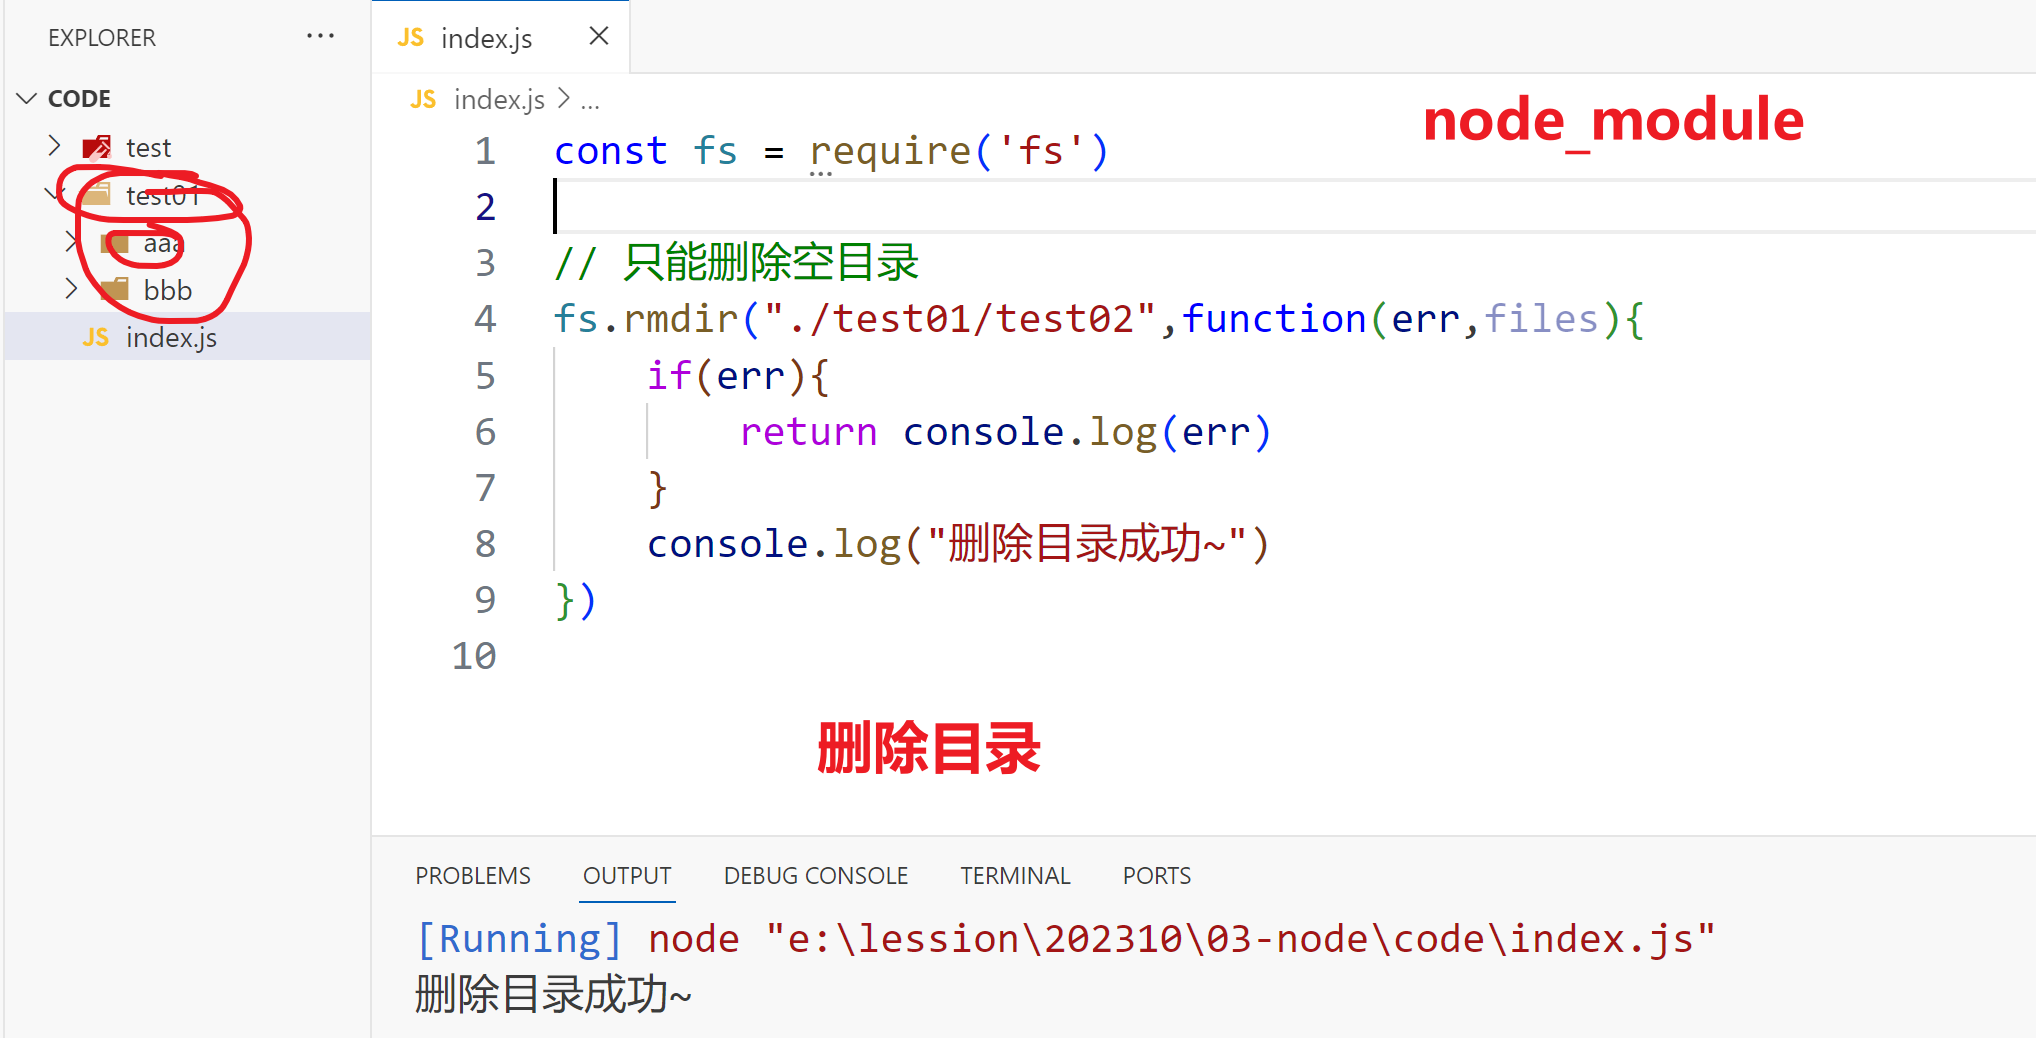 EXPLORER ···
CODE
test
test01
aaa
bbb
JS index.js
JS index.js
JS index.js > ...
node_module
1 const fs = require('fs')
2
3 // 只能删除空目录
4 fs.rmdir("./test01/test02",function(err,files){
5 if(err){
6 return console.log(err)
7 }
8 console.log("删除目录成功~")
9 })
10
删除目录
PROBLEMS OUTPUT DEBUG CONSOLE TERMINAL PORTS
[Running] node "e:\lession\202310\03-node\code\index.js"
删除目录成功~